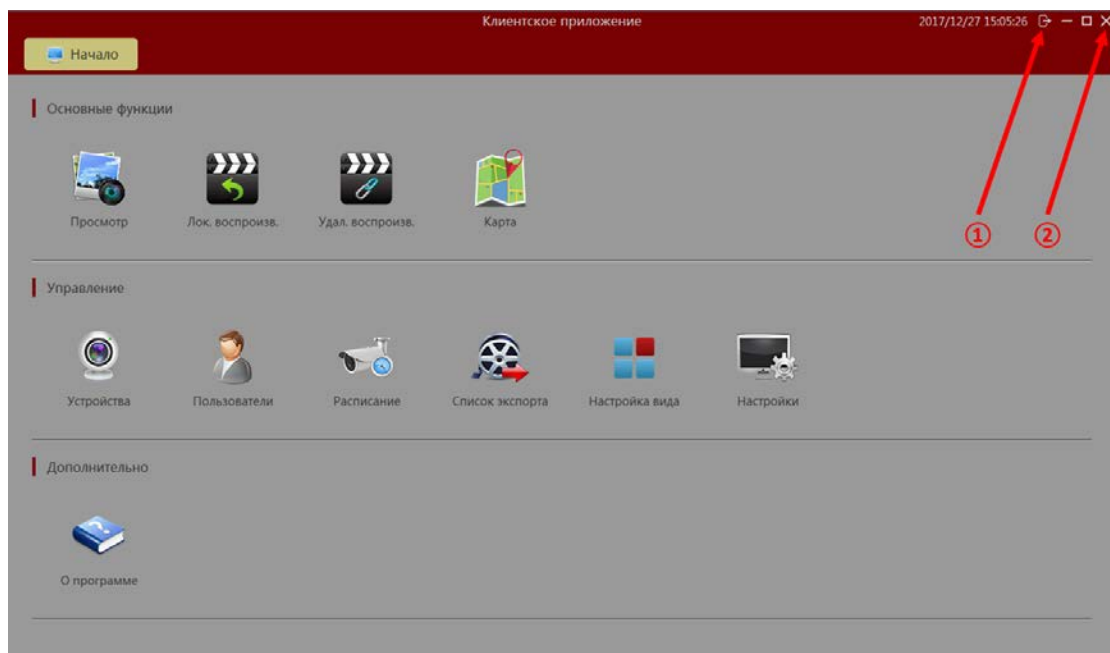 Клиентское приложение
2017/12/27 15:05:26
Начало
Основные функции
Просмотр
Лок. воспроизв.
Удал. воспроизв.
Карта
① ②
Управление
Устройства
Пользователи
Расписание
Список экспорта
Настройка вида
Настройки
Дополнительно
О программе